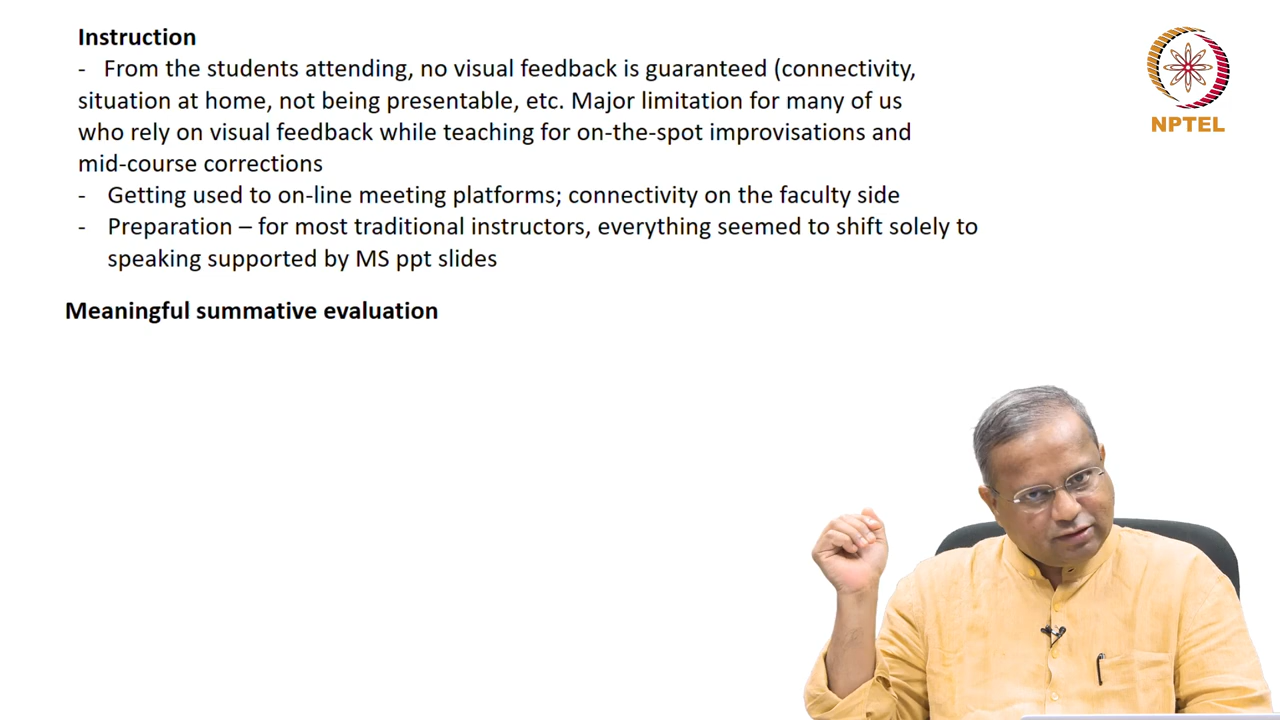 Instruction
- From the students attending, no visual feedback is guaranteed (connectivity,
situation at home, not being presentable, etc. Major limitation for many of us
who rely on visual feedback while teaching for on-the-spot improvisations and
mid-course corrections
- Getting used to on-line meeting platforms; connectivity on the faculty side
- Preparation – for most traditional instructors, everything seemed to shift solely to
speaking supported by MS ppt slides
Meaningful summative evaluation
NPTEL